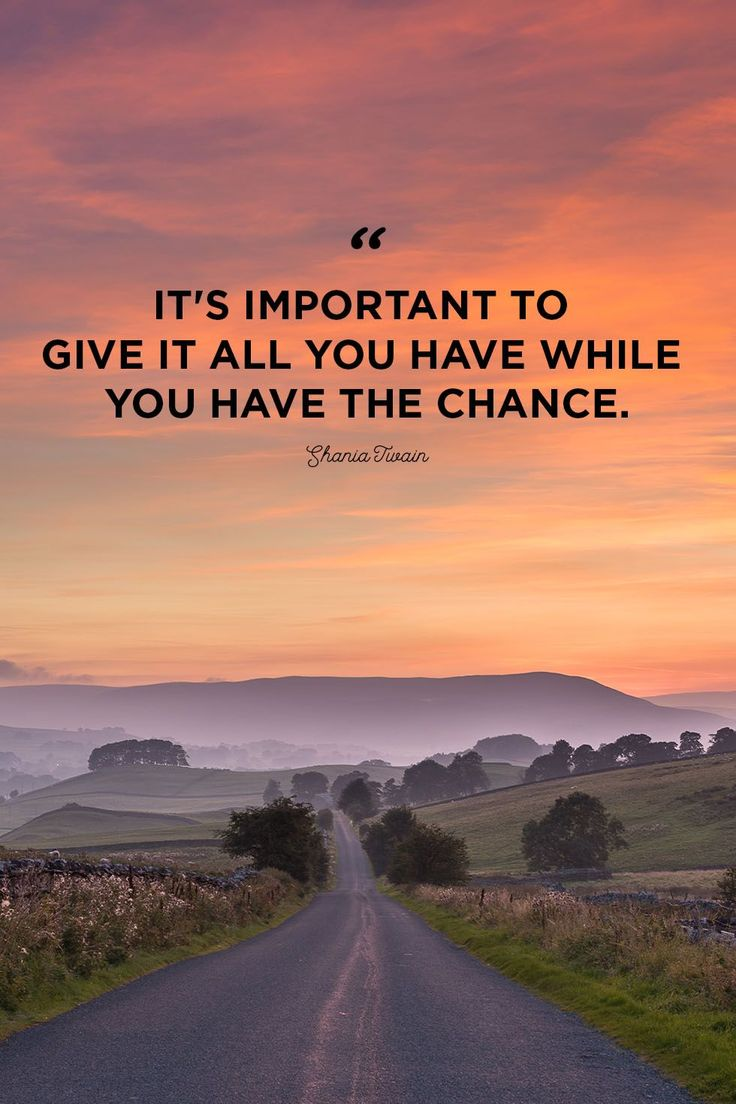 “
IT'S IMPORTANT TO
GIVE IT ALL YOU HAVE WHILE
YOU HAVE THE CHANCE.
Shania Twain